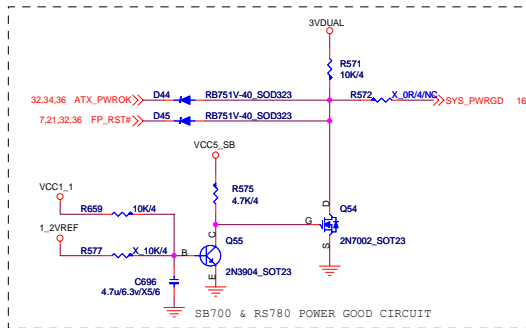 3VDUAL
R571
10K/4
32,34,36 ATX_PWROK D44 RB751V-40_SOD323 R572 X_0R/4/NC SYS_PWRGD 16
7,21,32,36 FP_RST# D45 RB751V-40_SOD323
VCC5_SB
R575
4.7K/4
VCC1_1
R659 10K/4
D Q54
G
1_2VREF
R577 X_10K/4
C Q55
B
S 2N7002_SOT23
E 2N3904_SOT23
C696
4.7u/6.3v/X5/6
SB700 & RS780 POWER GOOD CIRCUIT